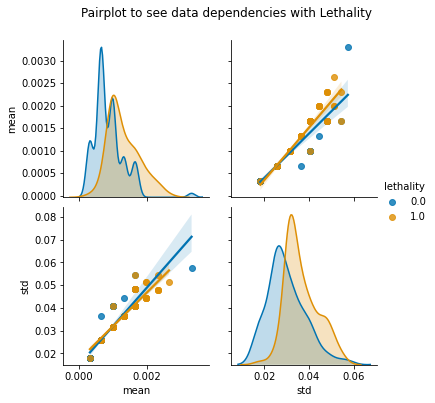 Pairplot to see data dependencies with Lethality
0.0030
0.0025
0.0020
0.0015
0.0010
0.0005
0.0000
mean
lethality
0.0
1.0
0.08
0.07
0.06
0.05
0.04
0.03
0.02
std
0.000 0.002
mean
0.02 0.04 0.06
std